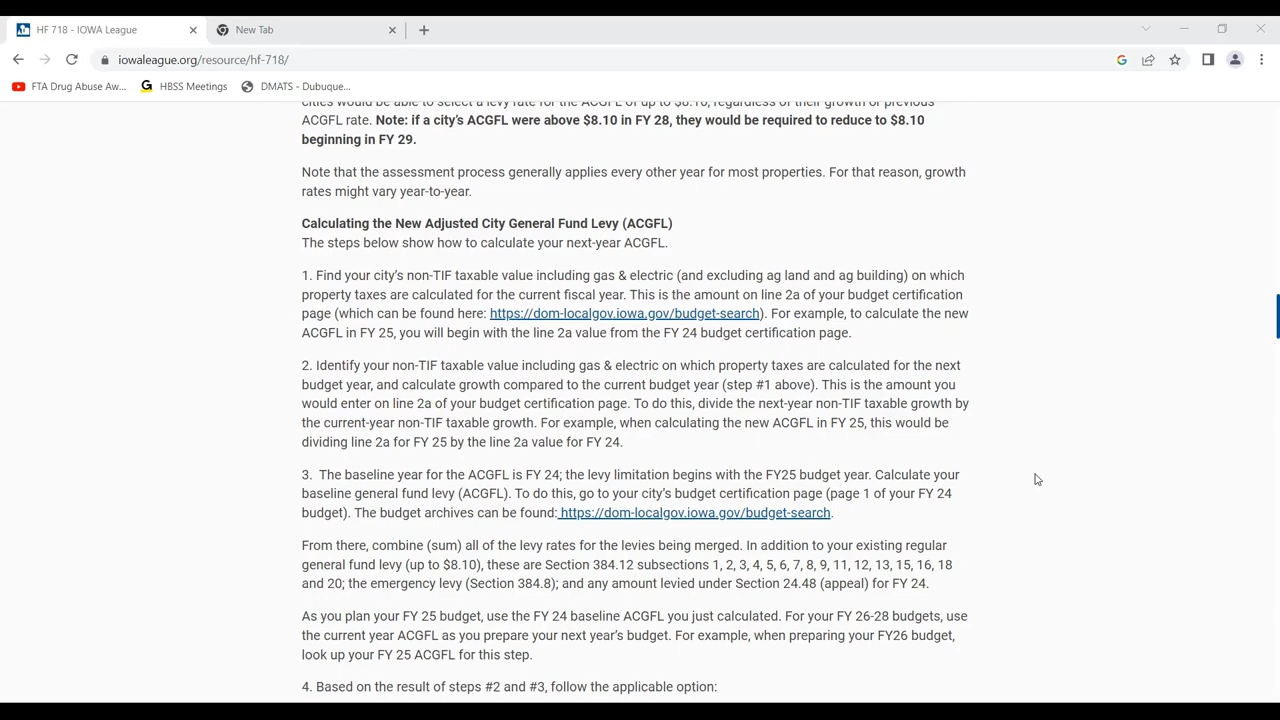 HF 718 - IOWA League
New Tab
iowaleague.org/resource/hf-718/
FTA Drug Abuse Aw...
HBSS Meetings
DMATS - Dubuque...
cities would be able to select a levy rate for the ACGFL of up to $8.10, regardless of their growth or previous
ACGFL rate. Note: if a city's ACGFL were above $8.10 in FY 28, they would be required to reduce to $8.10
beginning in FY 29.
Note that the assessment process generally applies every other year for most properties. For that reason, growth
rates might vary year-to-year.
Calculating the New Adjusted City General Fund Levy (ACGFL)
The steps below show how to calculate your next-year ACGFL.
1. Find your city's non-TIF taxable value including gas & electric (and excluding ag land and ag building) on which
property taxes are calculated for the current fiscal year. This is the amount on line 2a of your budget certification
page (which can be found here: https://dom-localgov.iowa.gov/budget-search). For example, to calculate the new
ACGFL in FY 25, you will begin with the line 2a value from the FY 24 budget certification page.
2. Identify your non-TIF taxable value including gas & electric on which property taxes are calculated for the next
budget year, and calculate growth compared to the current budget year (step #1 above). This is the amount you
would enter on line 2a of your budget certification page. To do this, divide the next-year non-TIF taxable growth by
the current-year non-TIF taxable growth. For example, when calculating the new ACGFL in FY 25, this would be
dividing line 2a for FY 25 by the line 2a value for FY 24.
3.  The baseline year for the ACGFL is FY 24; the levy limitation begins with the FY25 budget year. Calculate your
baseline general fund levy (ACGFL). To do this, go to your city's budget certification page (page 1 of your FY 24
budget). The budget archives can be found: https://dom-localgov.iowa.gov/budget-search.
From there, combine (sum) all of the levy rates for the levies being merged. In addition to your existing regular
general fund levy (up to $8.10), these are Section 384.12 subsections 1, 2, 3, 4, 5, 6, 7, 8, 9, 11, 12, 13, 15, 16, 18
and 20; the emergency levy (Section 384.8); and any amount levied under Section 24.48 (appeal) for FY 24.
As you plan your FY 25 budget, use the FY 24 baseline ACGFL you just calculated. For your FY 26-28 budgets, use
the current year ACGFL as you prepare your next year's budget. For example, when preparing your FY26 budget,
look up your FY 25 ACGFL for this step.
4. Based on the result of steps #2 and #3, follow the applicable option: